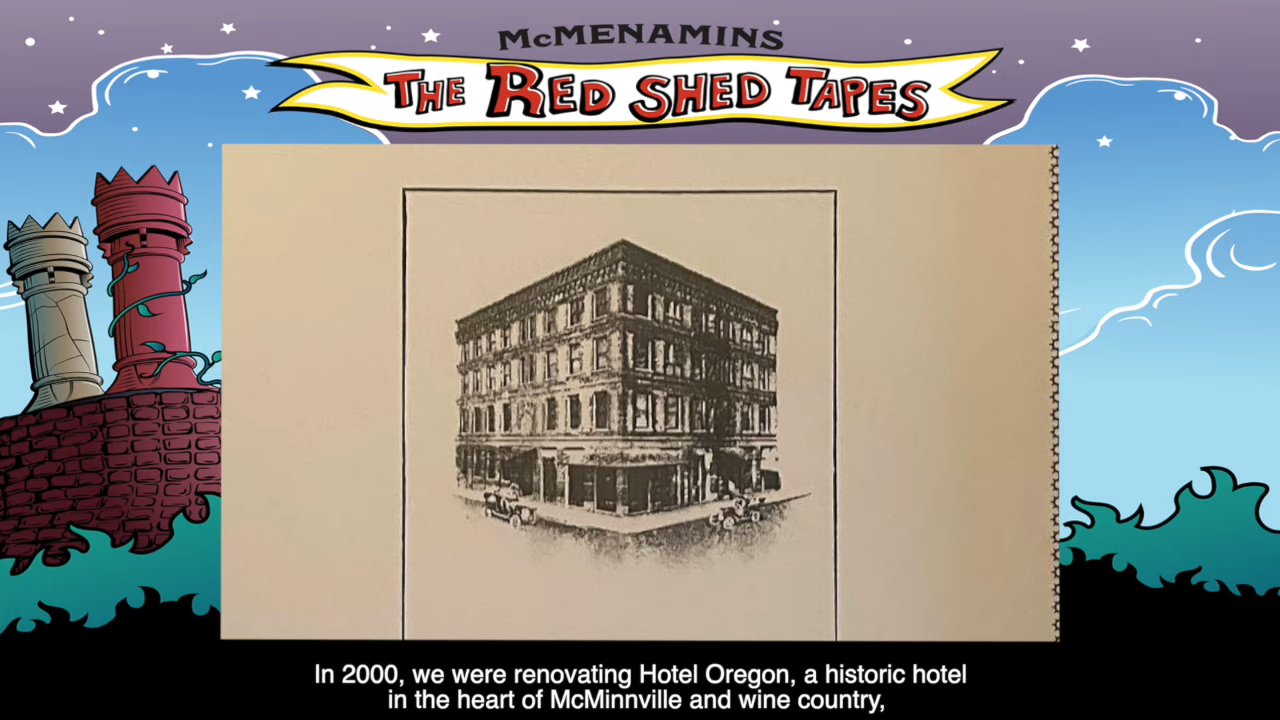 McMENAMINS
THE RED SHED TAPES
In 2000, we were renovating Hotel Oregon, a historic hotel
in the heart of McMinnville and wine country,